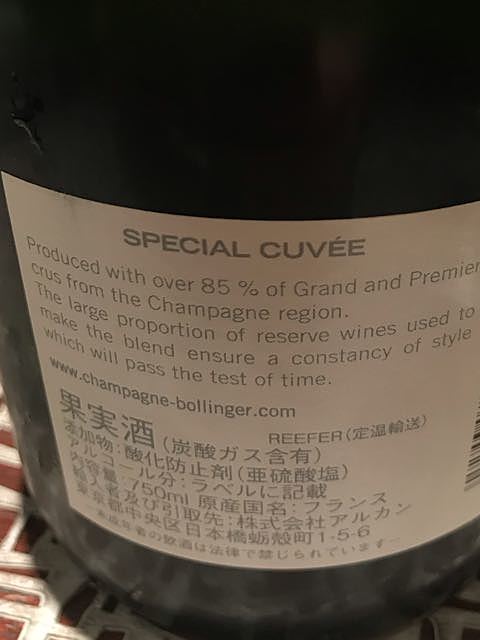 SPECIAL CUVÉE
Produced with over 85 % of Grand and Premier
crus from the Champagne region.
The large proportion of reserve wines used to
make the blend ensure a constancy of style
which will pass the test of time.
www.champagne-bollinger.com
REEFER(定温輸送)
果実酒(炭酸ガス含有)
添加物:酸化防止剤(亜硫酸塩)
アルコール分:ラベルに記載
内容量:750ml 原産国名:フランス
輸入者及び引取先:株式会社アルカン
東京都中央区日本橋蛎殻町1-5-6
—未成年者の飲酒は法律で禁じられています—